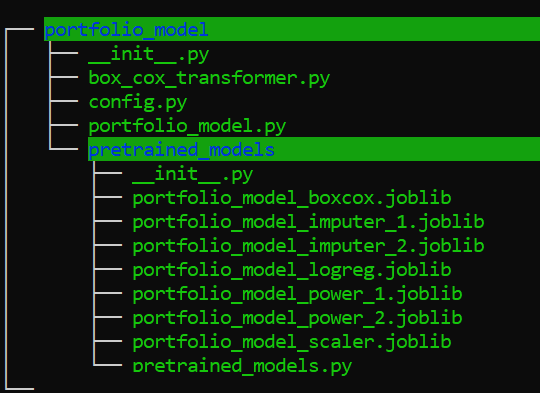 portfolio_model
__init__.py
box_cox_transformer.py
config.py
portfolio_model.py
pretrained_models
__init__.py
portfolio_model_boxcox.joblib
portfolio_model_imputer_1.joblib
portfolio_model_imputer_2.joblib
portfolio_model_logreg.joblib
portfolio_model_power_1.joblib
portfolio_model_power_2.joblib
portfolio_model_scaler.joblib
pretrained_models.py